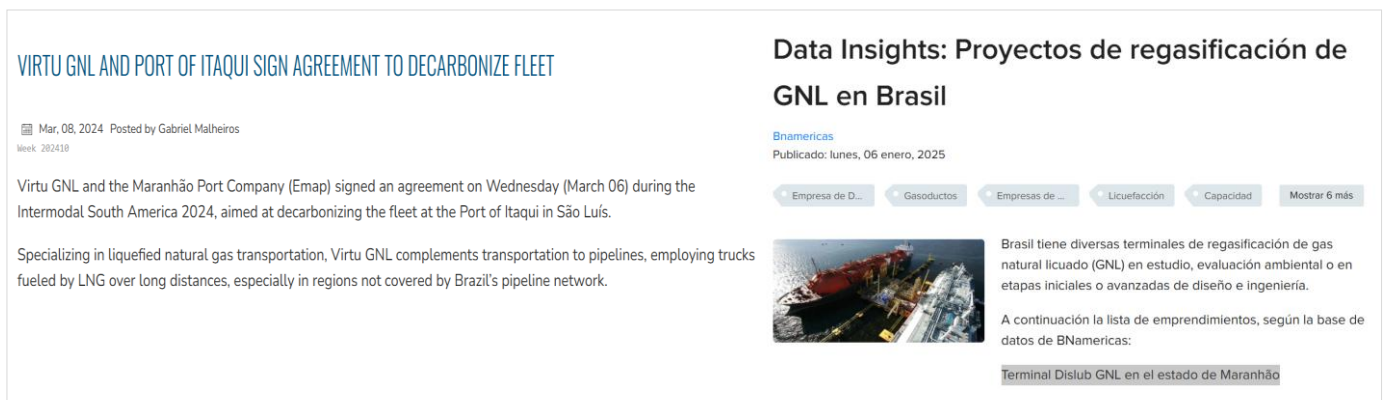 VIRTU GNL AND PORT OF ITAQUI SIGN AGREEMENT TO DECARBONIZE FLEET
Mar, 08, 2024 Posted by Gabriel Malheiros
Week 202410
Virtu GNL and the Maranhão Port Company (Emap) signed an agreement on Wednesday (March 06) during the
Intermodal South America 2024, aimed at decarbonizing the fleet at the Port of Itaqui in São Luís.
Specializing in liquefied natural gas transportation, Virtu GNL complements transportation to pipelines, employing trucks
fueled by LNG over long distances, especially in regions not covered by Brazil's pipeline network.
Data Insights: Proyectos de regasificación de
GNL en Brasil
Bnamericas
Publicado: lunes, 06 enero, 2025
Empresa de D... Gasoductos Empresas de ... Licuefacción Capacidad Mostrar 6 más
Brasil tiene diversas terminales de regasificación de gas
natural licuado (GNL) en estudio, evaluación ambiental o en
etapas iniciales o avanzadas de diseño e ingeniería.
A continuación la lista de emprendimientos, según la base de
datos de BNamericas:
Terminal Dislub GNL en el estado de Maranhão